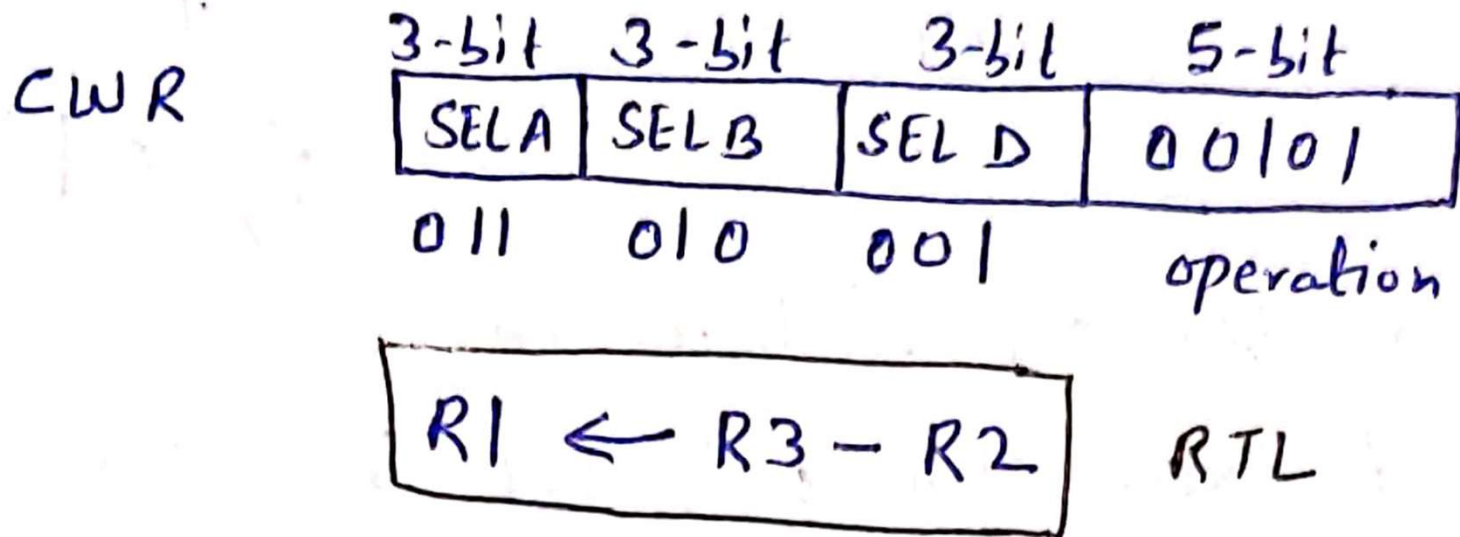 3-bit 3-bit 3-bit 5-bit
CWR SELA SELB SEL D 00101
011 010 001 operation
R1 ← R3 - R2 RTL